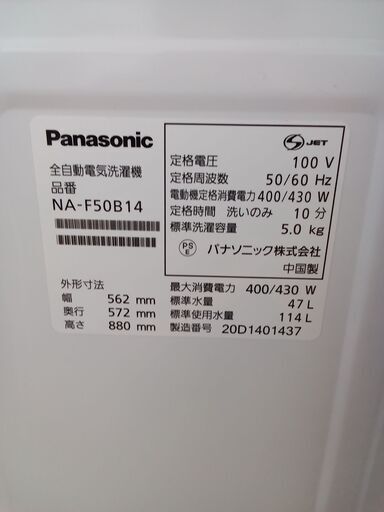 Panasonic
全自動電気洗濯機
品番
NA-F50B14
外形寸法
幅 562 mm
奥行 572 mm
高さ 880 mm
S JET
定格電圧 100 V
定格周波数 50/60 Hz
電動機定格消費電力 400/430 W
定格時間 洗いのみ 10 分
標準洗濯容量 5.0 kg
PS E パナソニック株式会社
中国製
最大消費電力 400/430 W
標準水量 47 L
標準使用水量 114 L
製造番号 20D1401437